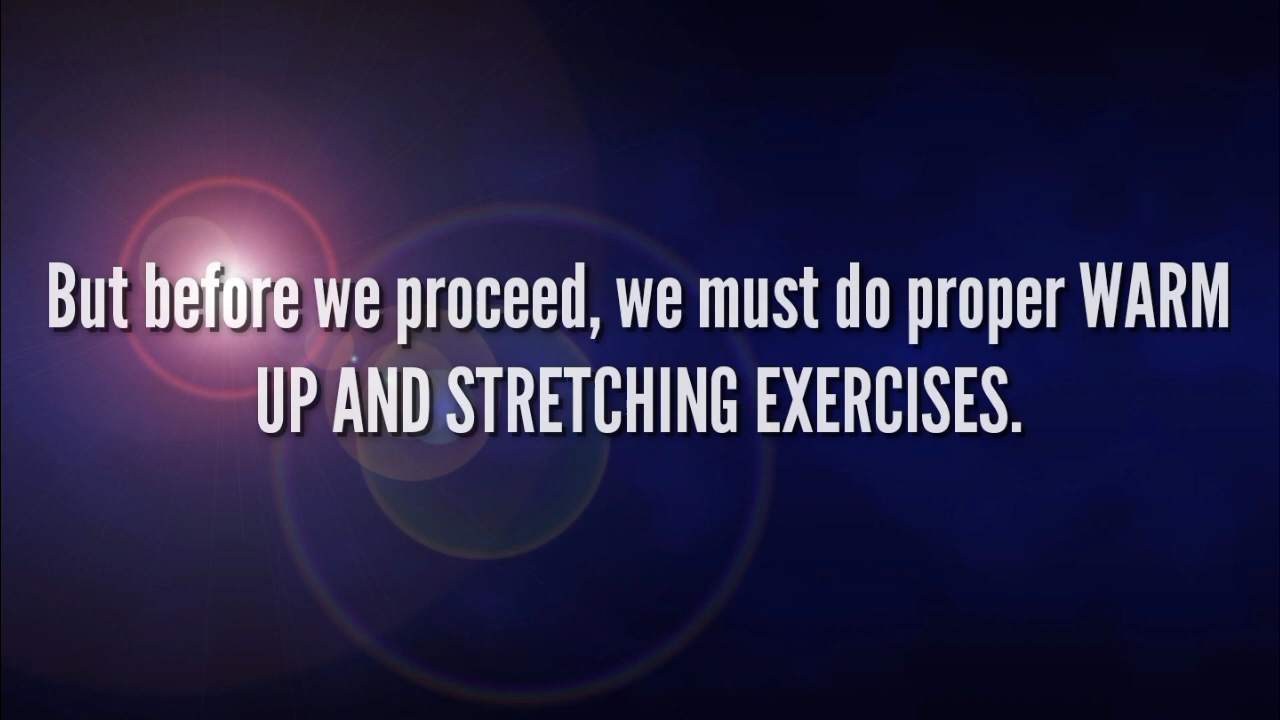 But before we proceed, we must do proper WARM
UP AND STRETCHING EXERCISES.